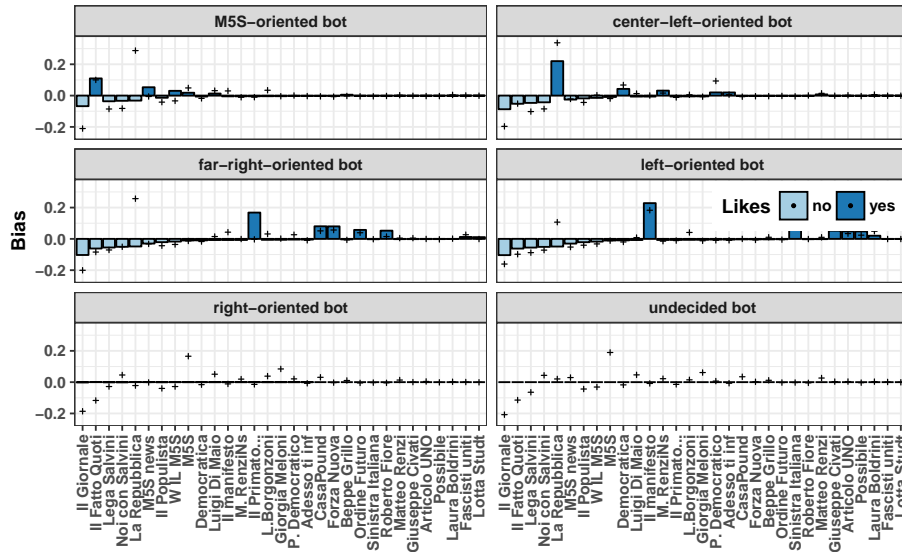 M5S−oriented bot
center−left−oriented bot
0.2
0.0
−0.2
far−right−oriented bot
left−oriented bot
0.2
0.0
−0.2
Likes no yes
Bias
right−oriented bot
undecided bot
0.2
0.0
−0.2
Il Giornale
Il Fatto Quoti
Lega Salvini
Noi con Salvini
La Repubblica
M5S news
Il Populista
W IL M5S
M5S
Democratica
Luigi Di Maio
Il manifesto
M. RenziNs
Il Primato...
L.Borgonzoni
Giorgia Meloni
P. Democratico
Adesso ti inf
CasaPound
Forza Nuova
Beppe Grillo
Ordine Futuro
Sinistra Italiana
Roberto Fiore
Matteo Renzi
Giuseppe Civati
Articolo UNO
Possibile
Laura Boldrini
Fascisti uniti
Lotta Studt
Il Giornale
Il Fatto Quoti
Lega Salvini
Noi con Salvini
La Repubblica
M5S news
Il Populista
W IL M5S
M5S
Democratica
Luigi Di Maio
Il manifesto
M. RenziNs
Il Primato...
L.Borgonzoni
Giorgia Meloni
P. Democratico
Adesso ti inf
CasaPound
Forza Nuova
Beppe Grillo
Ordine Futuro
Sinistra Italiana
Roberto Fiore
Matteo Renzi
Giuseppe Civati
Articolo UNO
Possibile
Laura Boldrini
Fascisti uniti
Lotta Studt